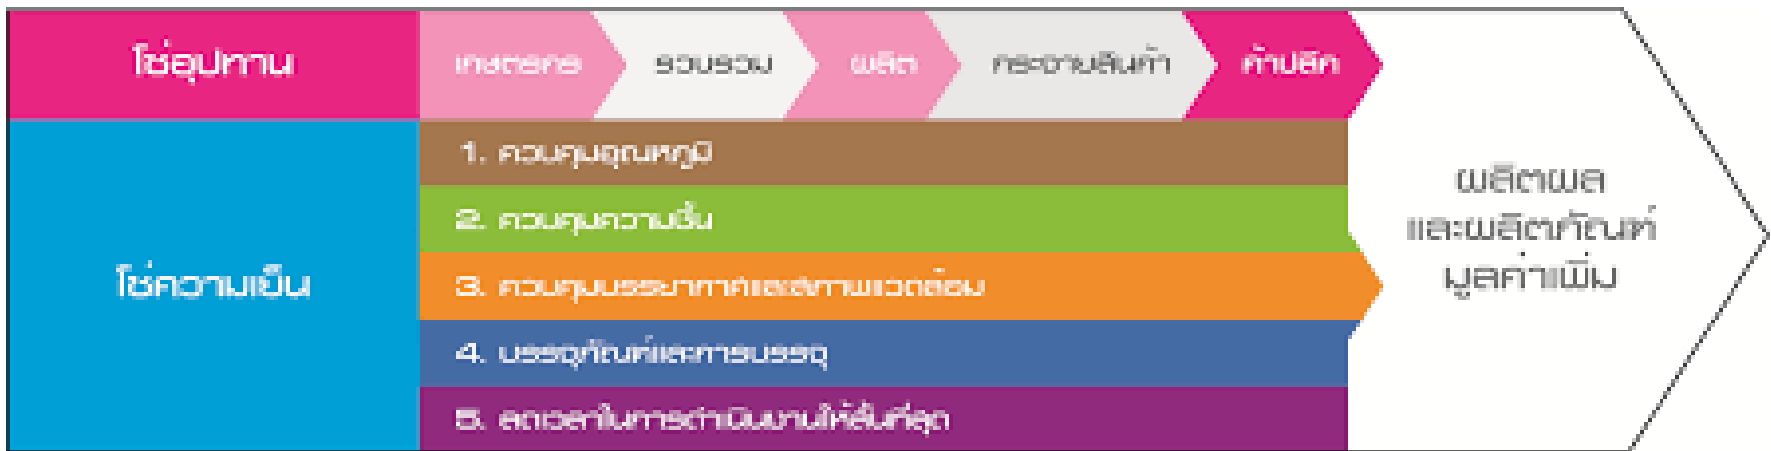 โซ่อุปทาน
เกษตรกร
รวบรวม
ผลิต
กระจายสินค้า
ค้าปลีก
โซ่ความเย็น
1. ควบคุมอุณหภูมิ
2. ควบคุมความชื้น
3. ควบคุมบรรยากาศและสภาพแวดล้อม
4. บรรจุภัณฑ์และการบรรจุ
5. ลดเวลาในการดำเนินงานให้สั้นที่สุด
ผลิตผล
และผลิตภัณฑ์
มูลค่าเพิ่ม